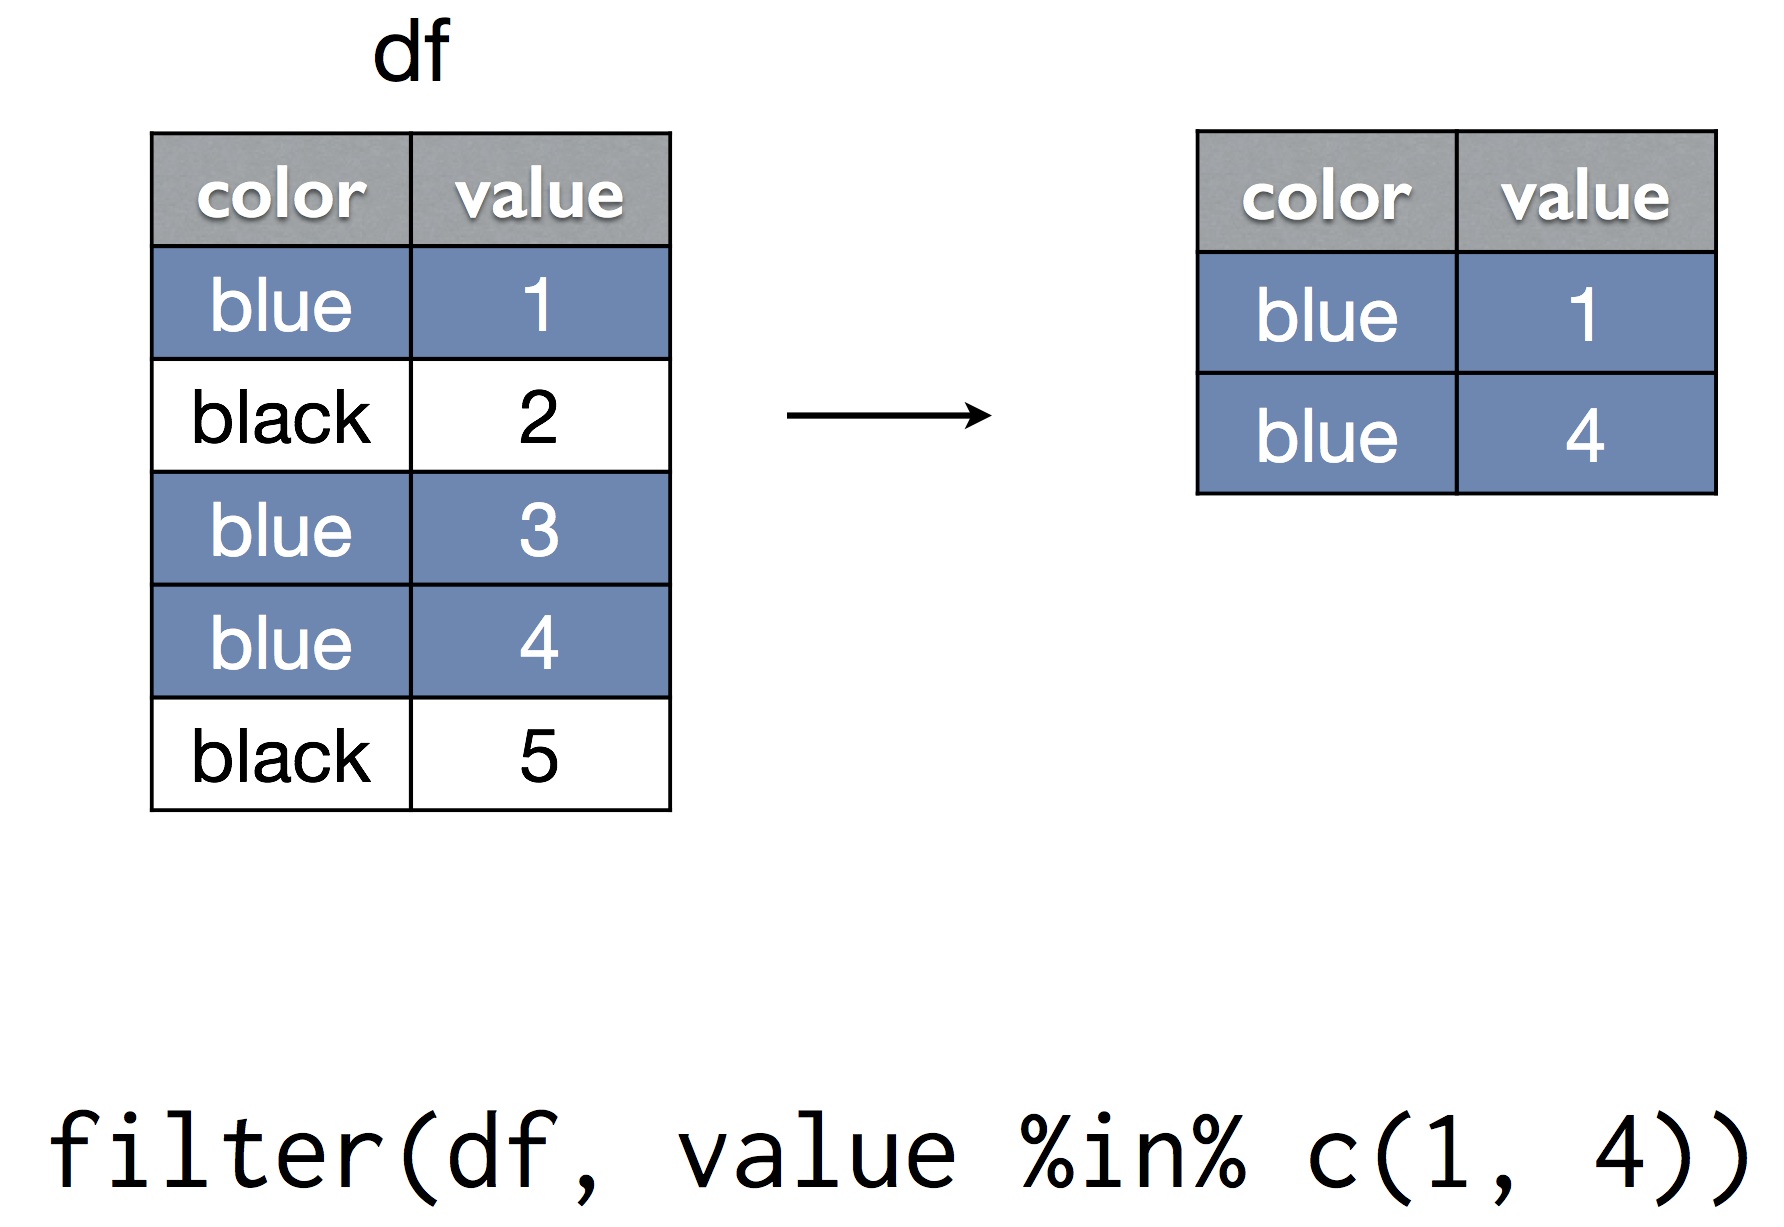 df
color value
blue 1
black 2
blue 3
blue 4
black 5
color value
blue 1
blue 4
filter(df, value %in% c(1, 4))